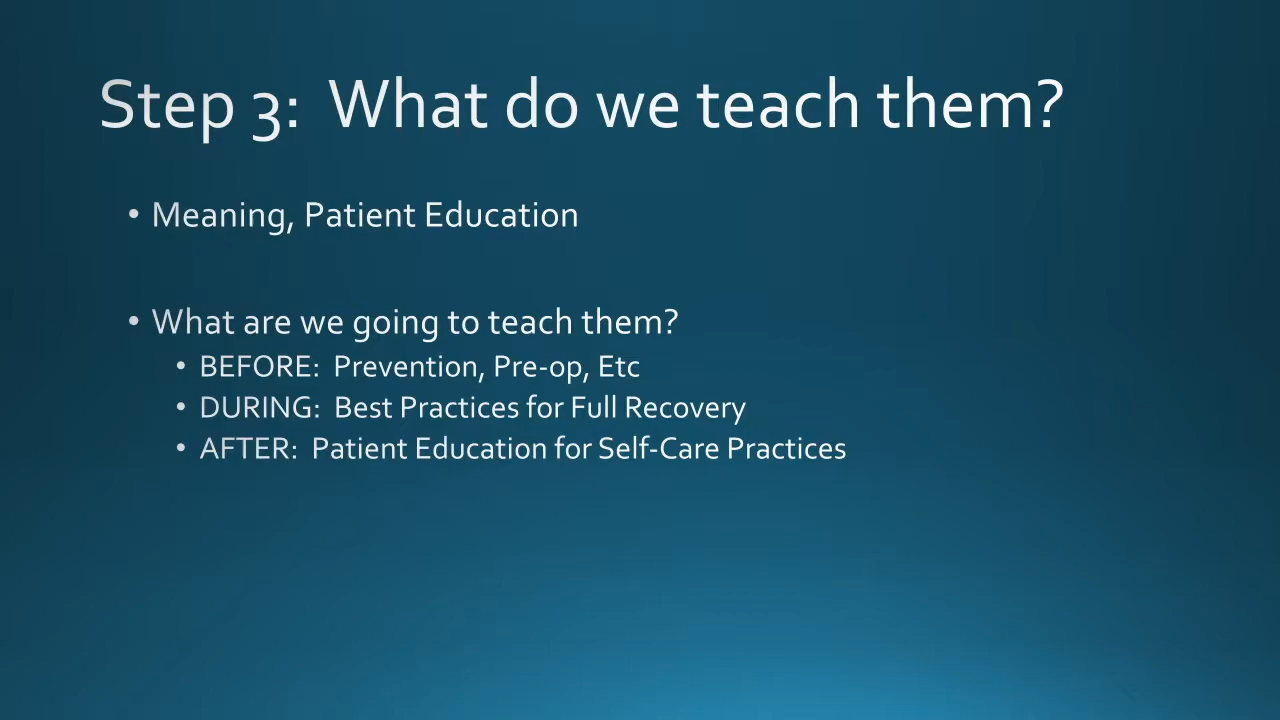 Step 3: What do we teach them?
• Meaning, Patient Education
• What are we going to teach them?
• BEFORE: Prevention, Pre-op, Etc
• DURING: Best Practices for Full Recovery
• AFTER: Patient Education for Self-Care Practices